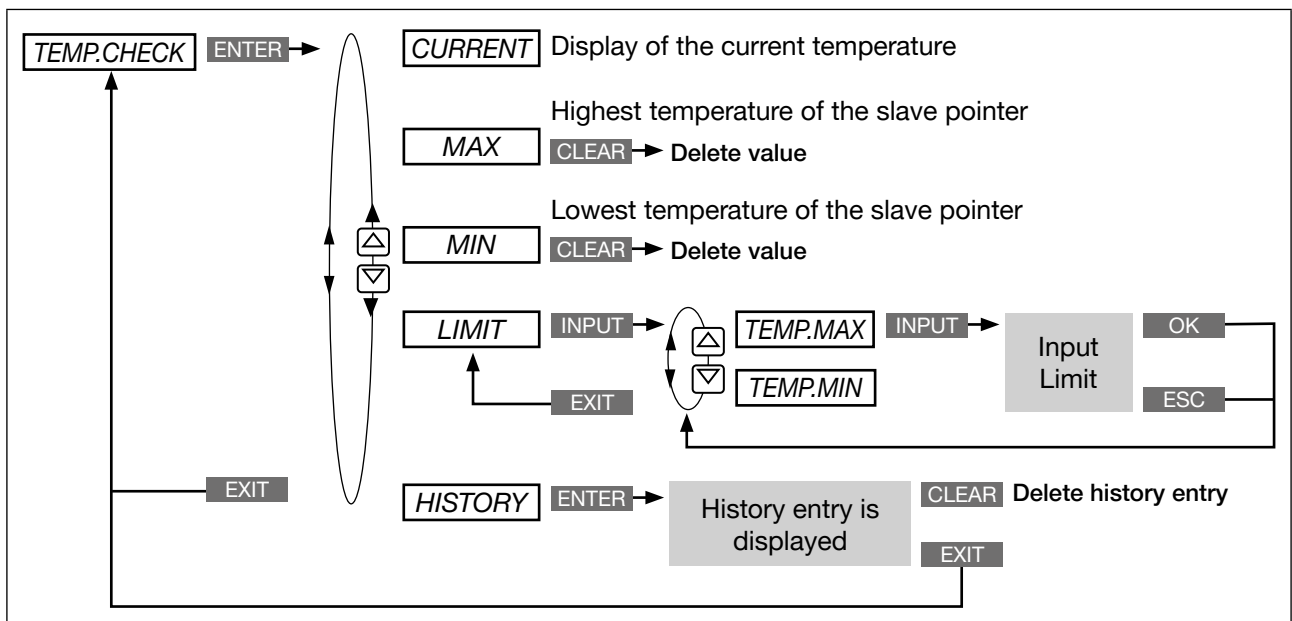 TEMP.CHECK ENTER
CURRENT Display of the current temperature
Highest temperature of the slave pointer
MAX CLEAR Delete value
Lowest temperature of the slave pointer
MIN CLEAR Delete value
LIMIT INPUT TEMP.MAX INPUT OK
Input
Limit
EXIT TEMP.MIN ESC
EXIT
HISTORY ENTER CLEAR Delete history entry
History entry is
displayed
EXIT